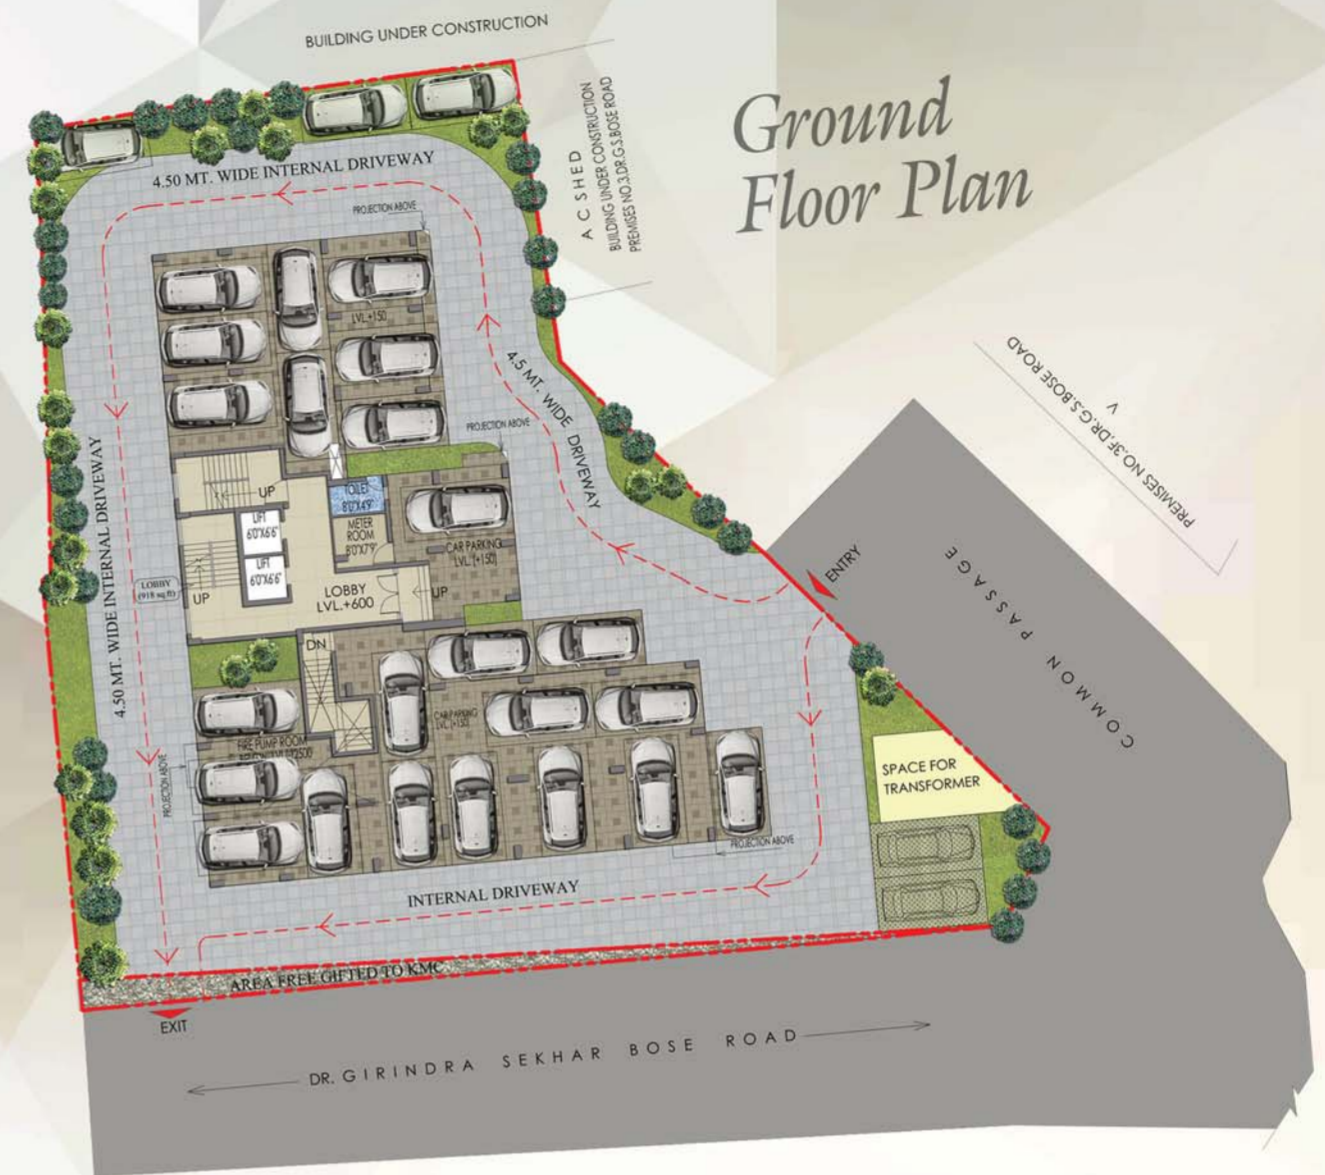 BUILDING UNDER CONSTRUCTION
Ground
Floor Plan
A C SHED
BUILDING UNDER CONSTRUCTION
PREMISES NO.3,DR.G.S.BOSE ROAD
4.50 MT. WIDE INTERNAL DRIVEWAY
PROJECTION ABOVE
LVL.+150
4.5 MT. WIDE DRIVEWAY
PROJECTION ABOVE
PREMISES NO.3F,DR.G.S.BOSE ROAD
V
4.50 MT. WIDE INTERNAL DRIVEWAY
UP
TOILET
8'0"X4'9"
LIFT
6'0"X6'6"
METER
ROOM
8'0"X7'9"
CAR PARKING
LVL.(+150)
LIFT
6'0"X6'6"
LOBBY
(918 sq.ft)
UP
LOBBY
LVL.+600
UP
ENTRY
COMMON PASSAGE
DN
CAR PARKING
LVL.(+150)
FIRE PUMP ROOM
PROJECTION ABOVE
SPACE FOR
TRANSFORMER
PROJECTION ABOVE
INTERNAL DRIVEWAY
AREA FREE GIFTED TO KMC
EXIT
DR. GIRINDRA SEKHAR BOSE ROAD